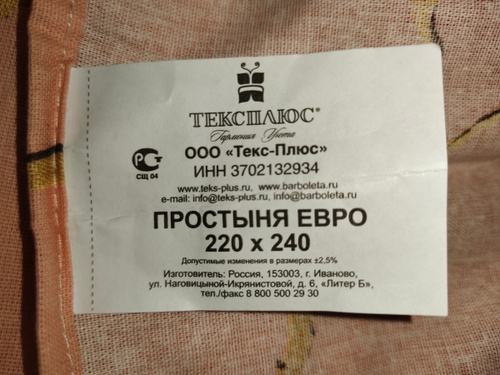 ТЕКСПЛЮС®
Гармония Уюта
ООО «Текс-Плюс»
ИНН 3702132934
РС
СЩ 04
www.teks-plus.ru, www.barboleta.ru
e-mail: info@teks-plus.ru, info@barboleta.ru
ПРОСТЫНЯ ЕВРО
220 х 240
Допустимые изменения в размерах ±2,5%
Изготовитель: Россия, 153003, г. Иваново,
ул. Наговицыной-Икрянистовой, д. 6, «Литер Б»,
тел./факс 8 800 500 29 30